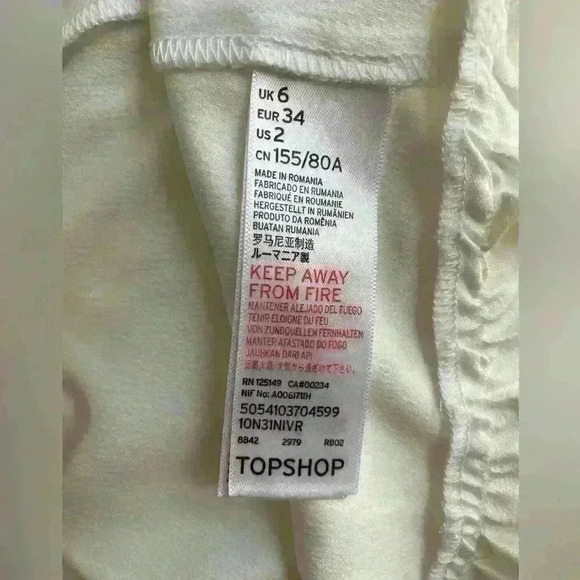 UK 6
EUR 34
US 2
CN 155/80A
MADE IN ROMANIA
FABRICADO EN RUMANIA
FABRIQUÉ EN ROUMANIE
HERGESTELLT IN RUMÄNIEN
PRODUTO DA ROMÊNIA
BUATAN RUMANIA
罗马尼亚制造
ルーマニア製
KEEP AWAY
FROM FIRE
MANTENER ALEJADO DEL FUEGO
TENIR ELOIGNE DU FEU
VON ZUNDQUELLEN FERNHALTEN
MANTER AFASTADO DO FOGO
JAUHKAN DARI API
RN 125149 CA#00234
NIF No: A0061711H
5054103704599
10N31NIVR
8842 2979 RB02
TOPSHOP